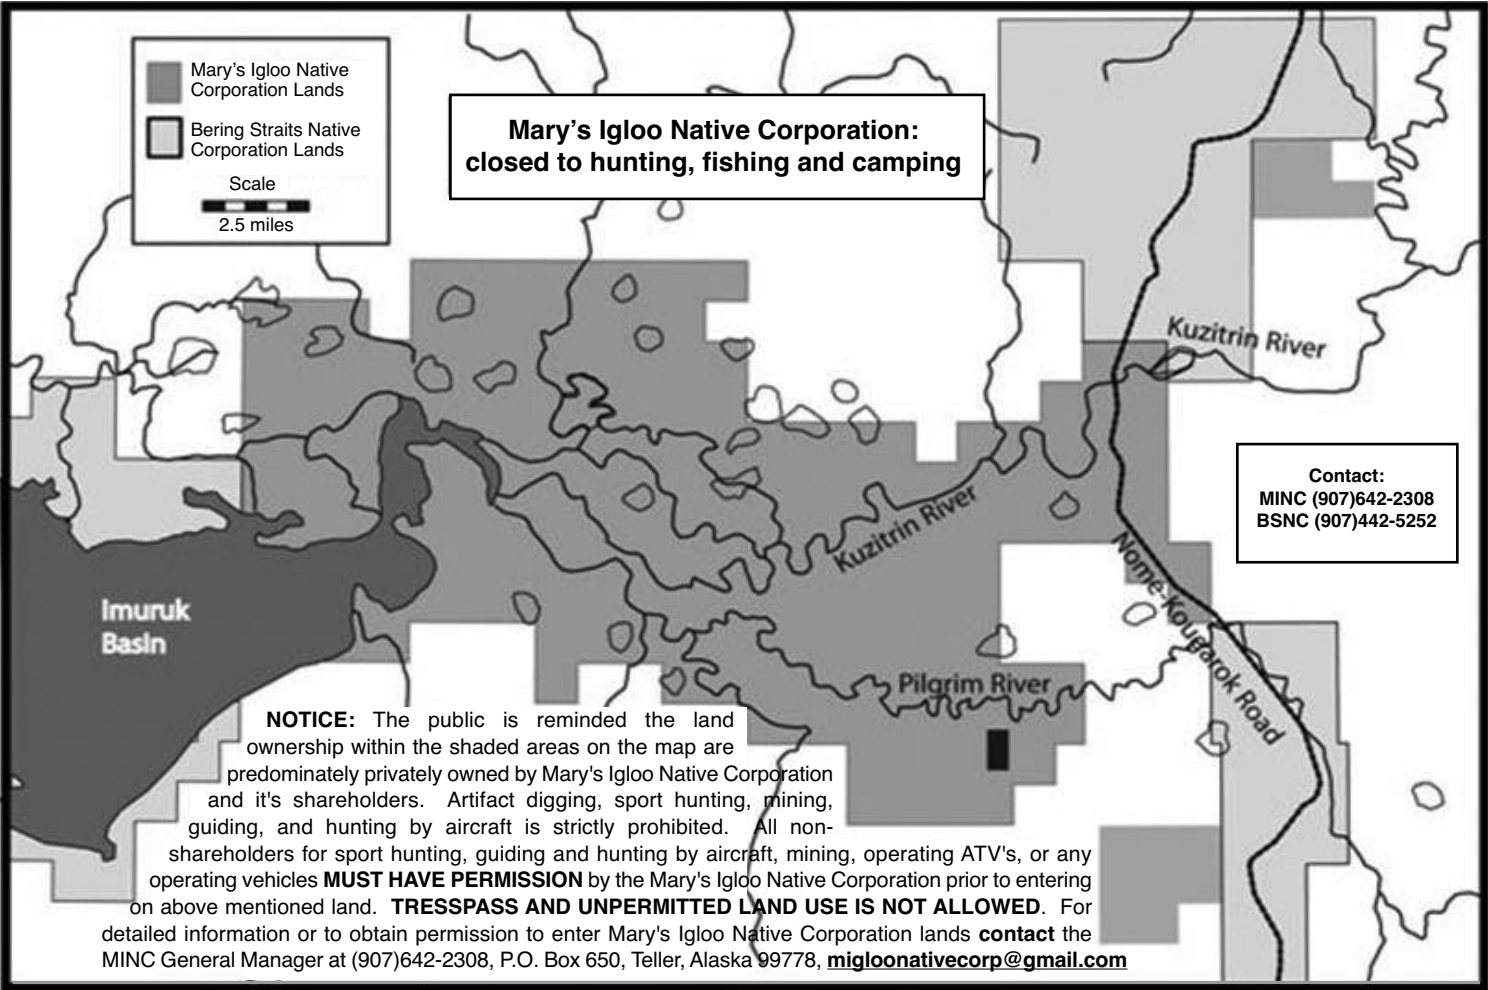 Mary's Igloo Native
Corporation Lands
Bering Straits Native
Corporation Lands
Scale
2.5 miles
Mary's Igloo Native Corporation:
closed to hunting, fishing and camping
Kuzitrin River
Contact:
MINC (907)642-2308
BSNC (907)442-5252
Kuzitrin River
Nome-Kougarok Road
Imuruk
Basin
Pilgrim River
NOTICE: The public is reminded the land
ownership within the shaded areas on the map are
predominately privately owned by Mary's Igloo Native Corporation
and it's shareholders. Artifact digging, sport hunting, mining,
guiding, and hunting by aircraft is strictly prohibited. All non-
shareholders for sport hunting, guiding and hunting by aircraft, mining, operating ATV's, or any
operating vehicles MUST HAVE PERMISSION by the Mary's Igloo Native Corporation prior to entering
on above mentioned land. TRESSPASS AND UNPERMITTED LAND USE IS NOT ALLOWED. For
detailed information or to obtain permission to enter Mary's Igloo Native Corporation lands contact the
MINC General Manager at (907)642-2308, P.O. Box 650, Teller, Alaska 99778, migloonativecorp@gmail.com